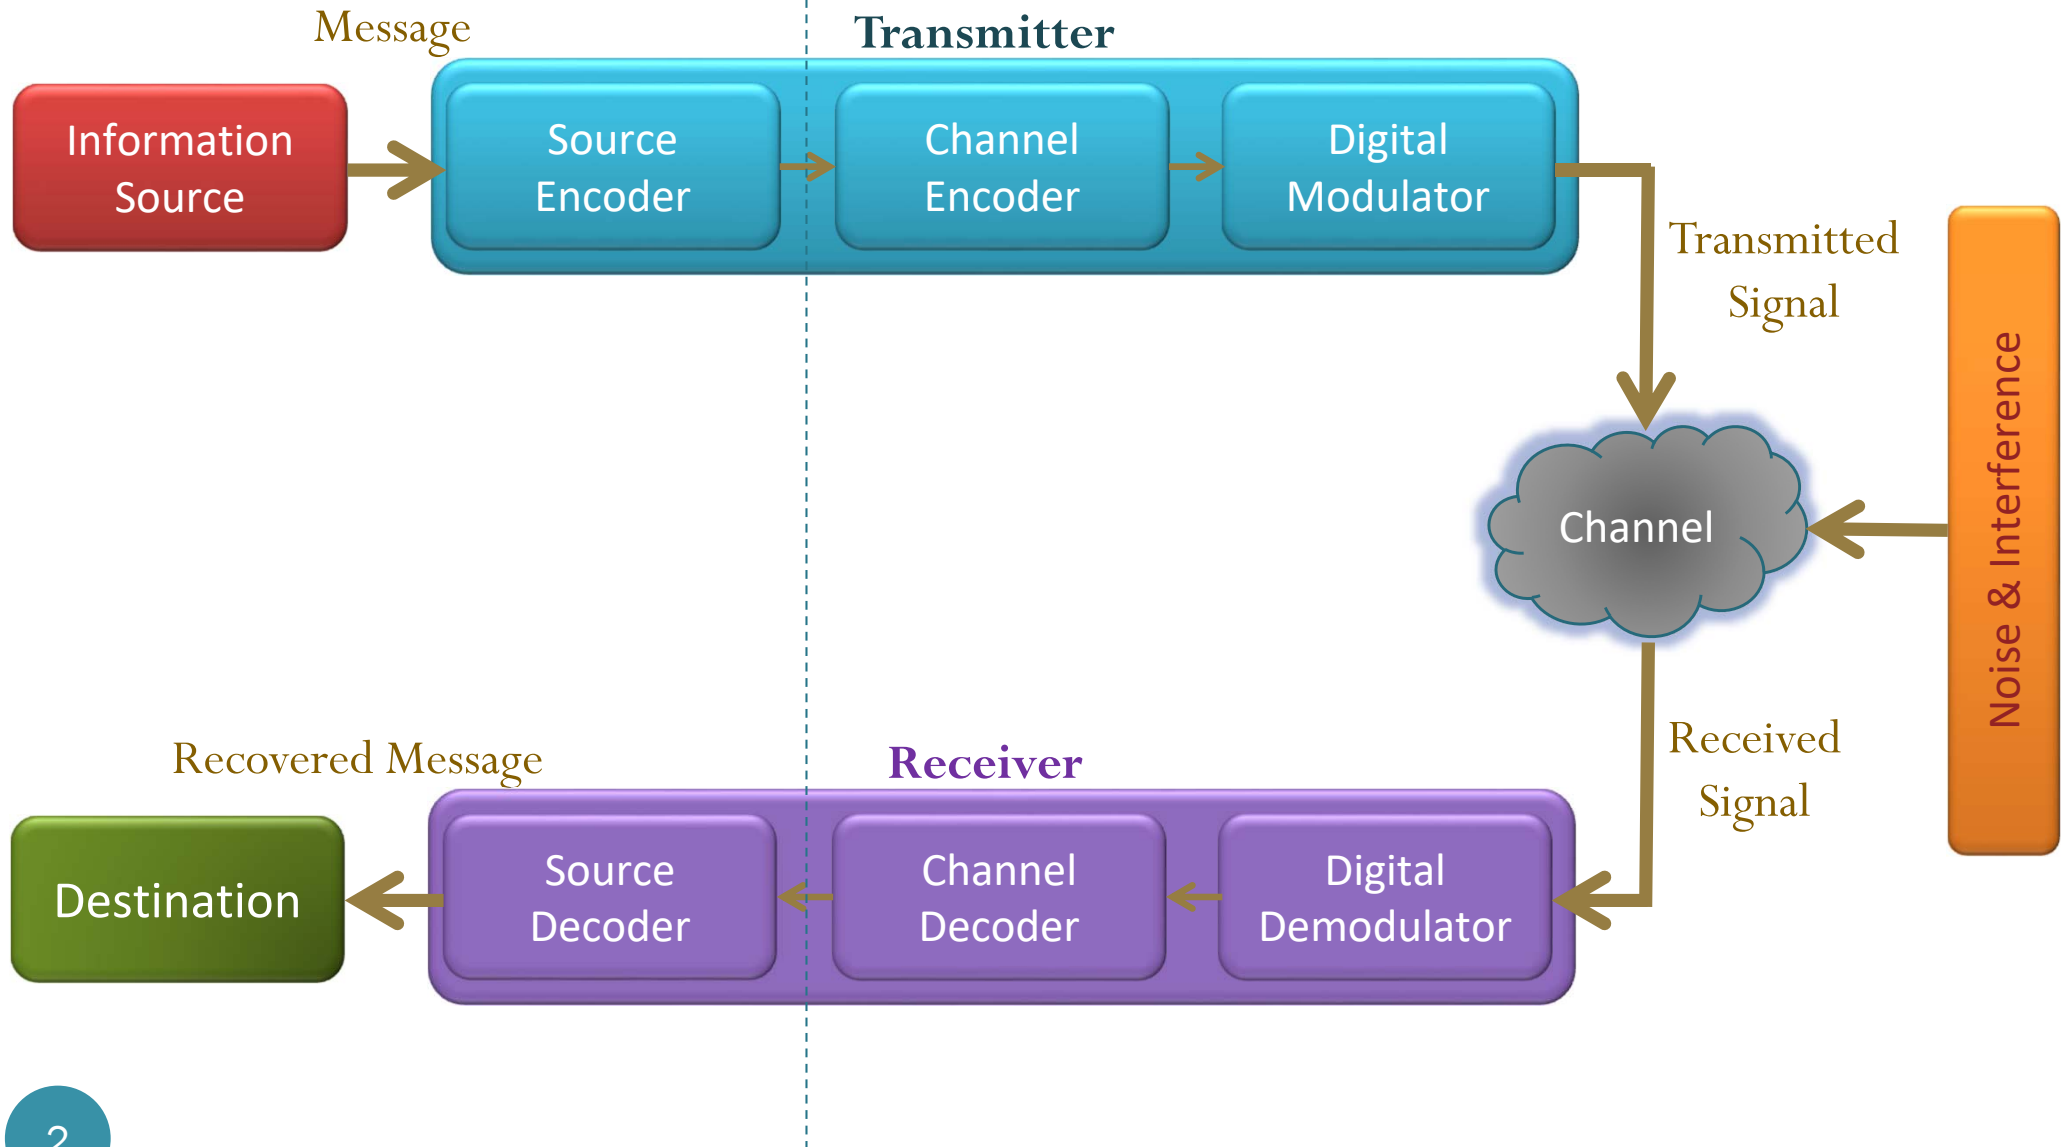 Message
Transmitter
Information
Source
Source
Encoder
Channel
Encoder
Digital
Modulator
Transmitted
Signal
Noise & Interference
Channel
Received
Signal
Recovered Message
Receiver
Destination
Source
Decoder
Channel
Decoder
Digital
Demodulator
2